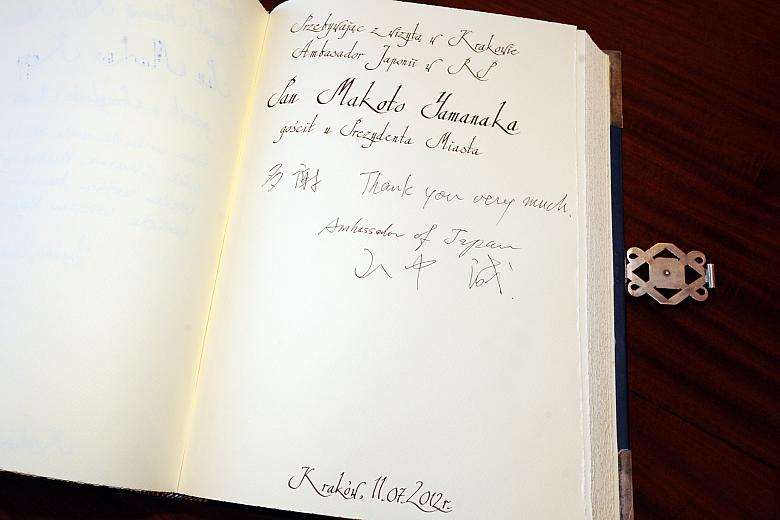 Przebywając z wizytą w Krakowie
Ambasador Japonii w RP
Pan Makoto Yamanaka
gościł u Prezydenta Miasta
多謝 Thank you very much.
Ambassador of Japan
山中 誠
Kraków, 11.07.2012r.